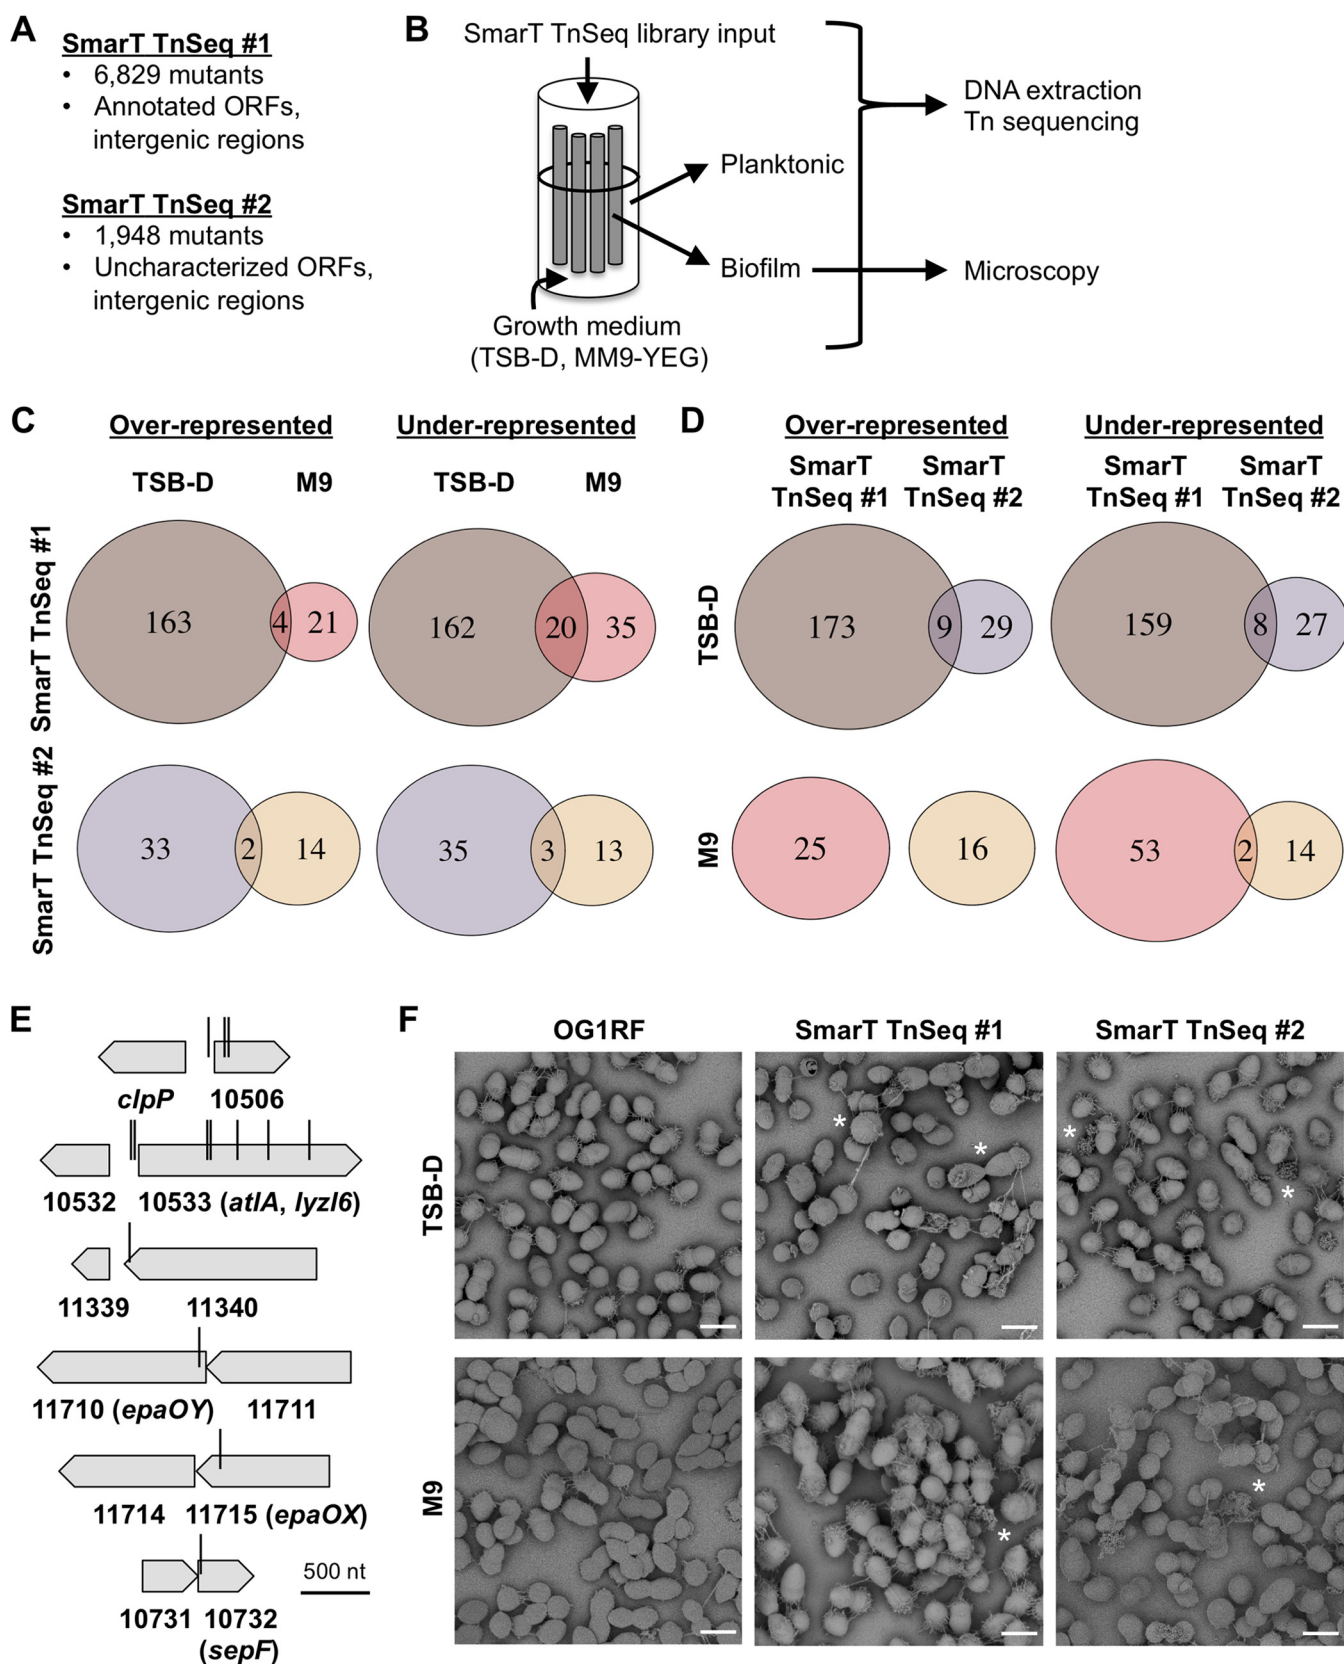 A
SmarT TnSeq #1
• 6,829 mutants
• Annotated ORFs,
intergenic regions
SmarT TnSeq #2
• 1,948 mutants
• Uncharacterized ORFs,
intergenic regions
B
SmarT TnSeq library input
Planktonic
Biofilm
Growth medium
(TSB-D, MM9-YEG)
DNA extraction
Tn sequencing
Microscopy
C
Over-represented
Under-represented
TSB-D M9 TSB-D M9
SmarT TnSeq #1
163 4 21 162 20 35
SmarT TnSeq #2
33 2 14 35 3 13
D
Over-represented
Under-represented
SmarT
TnSeq #1
SmarT
TnSeq #2
SmarT
TnSeq #1
SmarT
TnSeq #2
TSB-D
173 9 29 159 8 27
M9
25 16 53 2 14
E
clpP 10506
10532 10533 (atlA, lyzl6)
11339 11340
11710 (epaOY) 11711
11714 11715 (epaOX)
10731 10732
(sepF)
500 nt
F
OG1RF SmarT TnSeq #1 SmarT TnSeq #2
TSB-D
* * * *
M9
* *